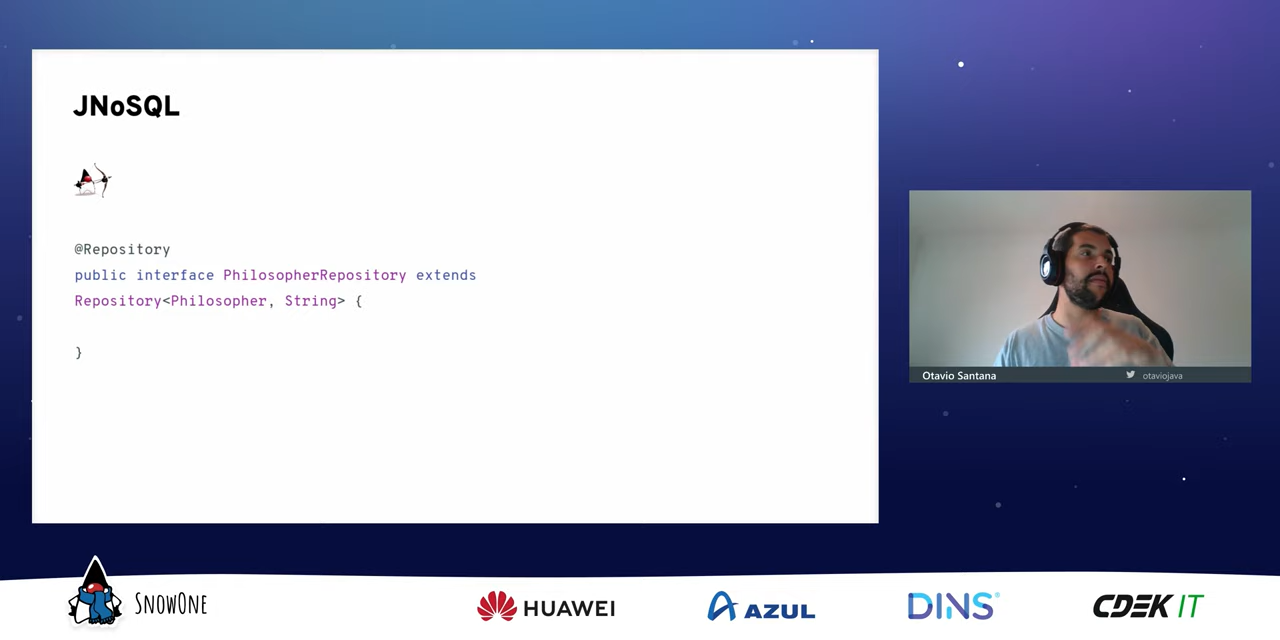 JNoSQL
@Repository
public interface PhilosopherRepository extends
Repository<Philosopher, String> {
}
Otavio Santana
otaviojava
SNOWONE
HUAWEI
AZUL
DINS
CDEK IT